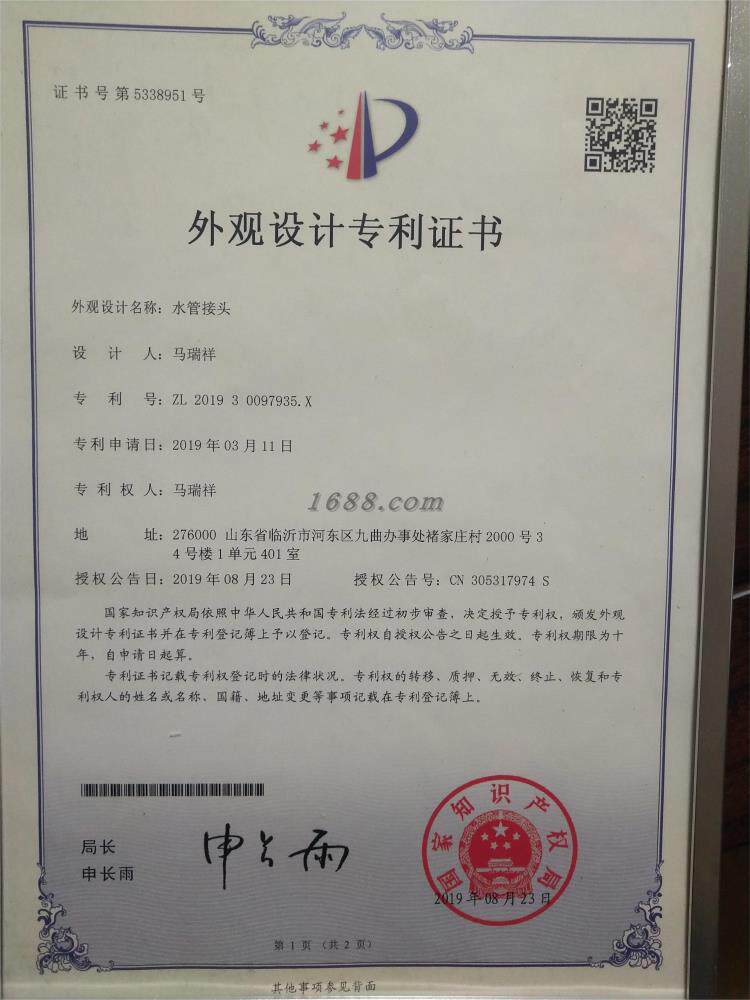 证书号第5338951号
外观设计专利证书
外观设计名称：水管接头
设计人：马瑞祥
专利号：ZL 2019 3 0097935.X
专利申请日：2019年03月11日
专利权人：马瑞祥
1688.com
地址：276000 山东省临沂市河东区九曲办事处褚家庄村2000号3
4号楼1单元401室
授权公告日：2019年08月23日 授权公告号：CN 305317974 S
国家知识产权局依照中华人民共和国专利法经过初步审查，决定授予专利权，颁发外观
设计专利证书并在专利登记簿上予以登记。专利权自授权公告之日起生效。专利权期限为十
年，自申请日起算。
专利证书记载专利权登记时的法律状况。专利权的转移、质押、无效、终止、恢复和专
利权人的姓名或名称、国籍、地址变更等事项记载在专利登记簿上。
局长
申长雨
申长雨
国家知识产权局
2019年08月23日
第1页（共2页）
其他事项参见背面